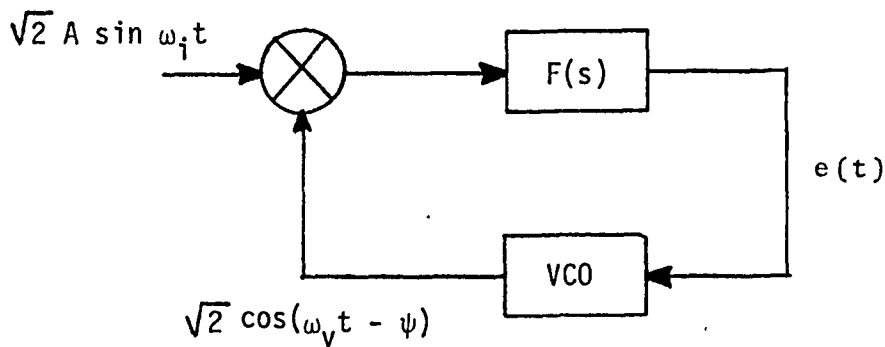 √2 A sin ωᵢt
F(s)
e(t)
VCO
√2 cos(ωᵥt - ψ)